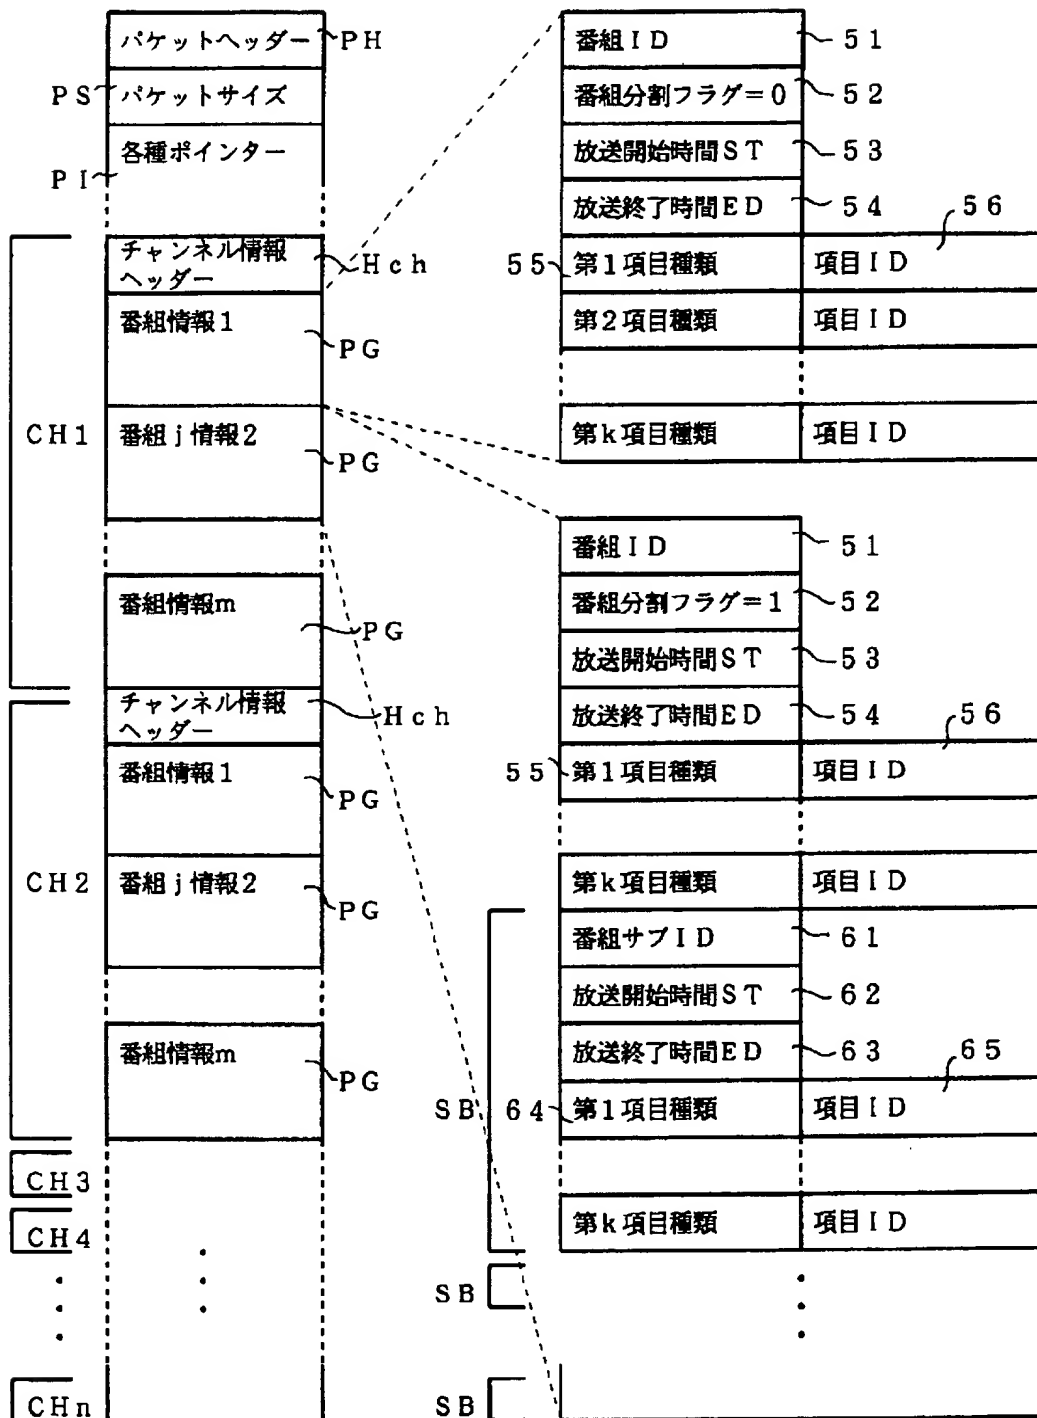 パケットヘッダー
PH
PS
パケットサイズ
各種ポインター
PI
CH1
チャンネル情報
ヘッダー
Hch
番組情報1
PG
番組j情報2
PG
番組情報m
PG
CH2
チャンネル情報
ヘッダー
Hch
番組情報1
PG
番組j情報2
PG
番組情報m
PG
CH3
CH4
CHn
番組ID
51
番組分割フラグ=0
52
放送開始時間ST
53
放送終了時間ED
54
55
第1項目種類
項目ID
56
第2項目種類
項目ID
第k項目種類
項目ID
番組ID
51
番組分割フラグ=1
52
放送開始時間ST
53
放送終了時間ED
54
55
第1項目種類
項目ID
56
第k項目種類
項目ID
SB
番組サブID
61
放送開始時間ST
62
放送終了時間ED
63
64
第1項目種類
項目ID
65
第k項目種類
項目ID
SB
SB